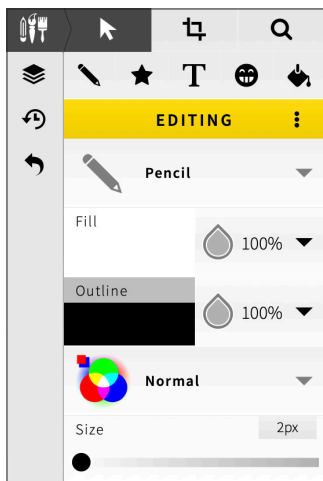 T
EDITING
Pencil
Fill
100%
Outline
100%
Normal
Size
2px